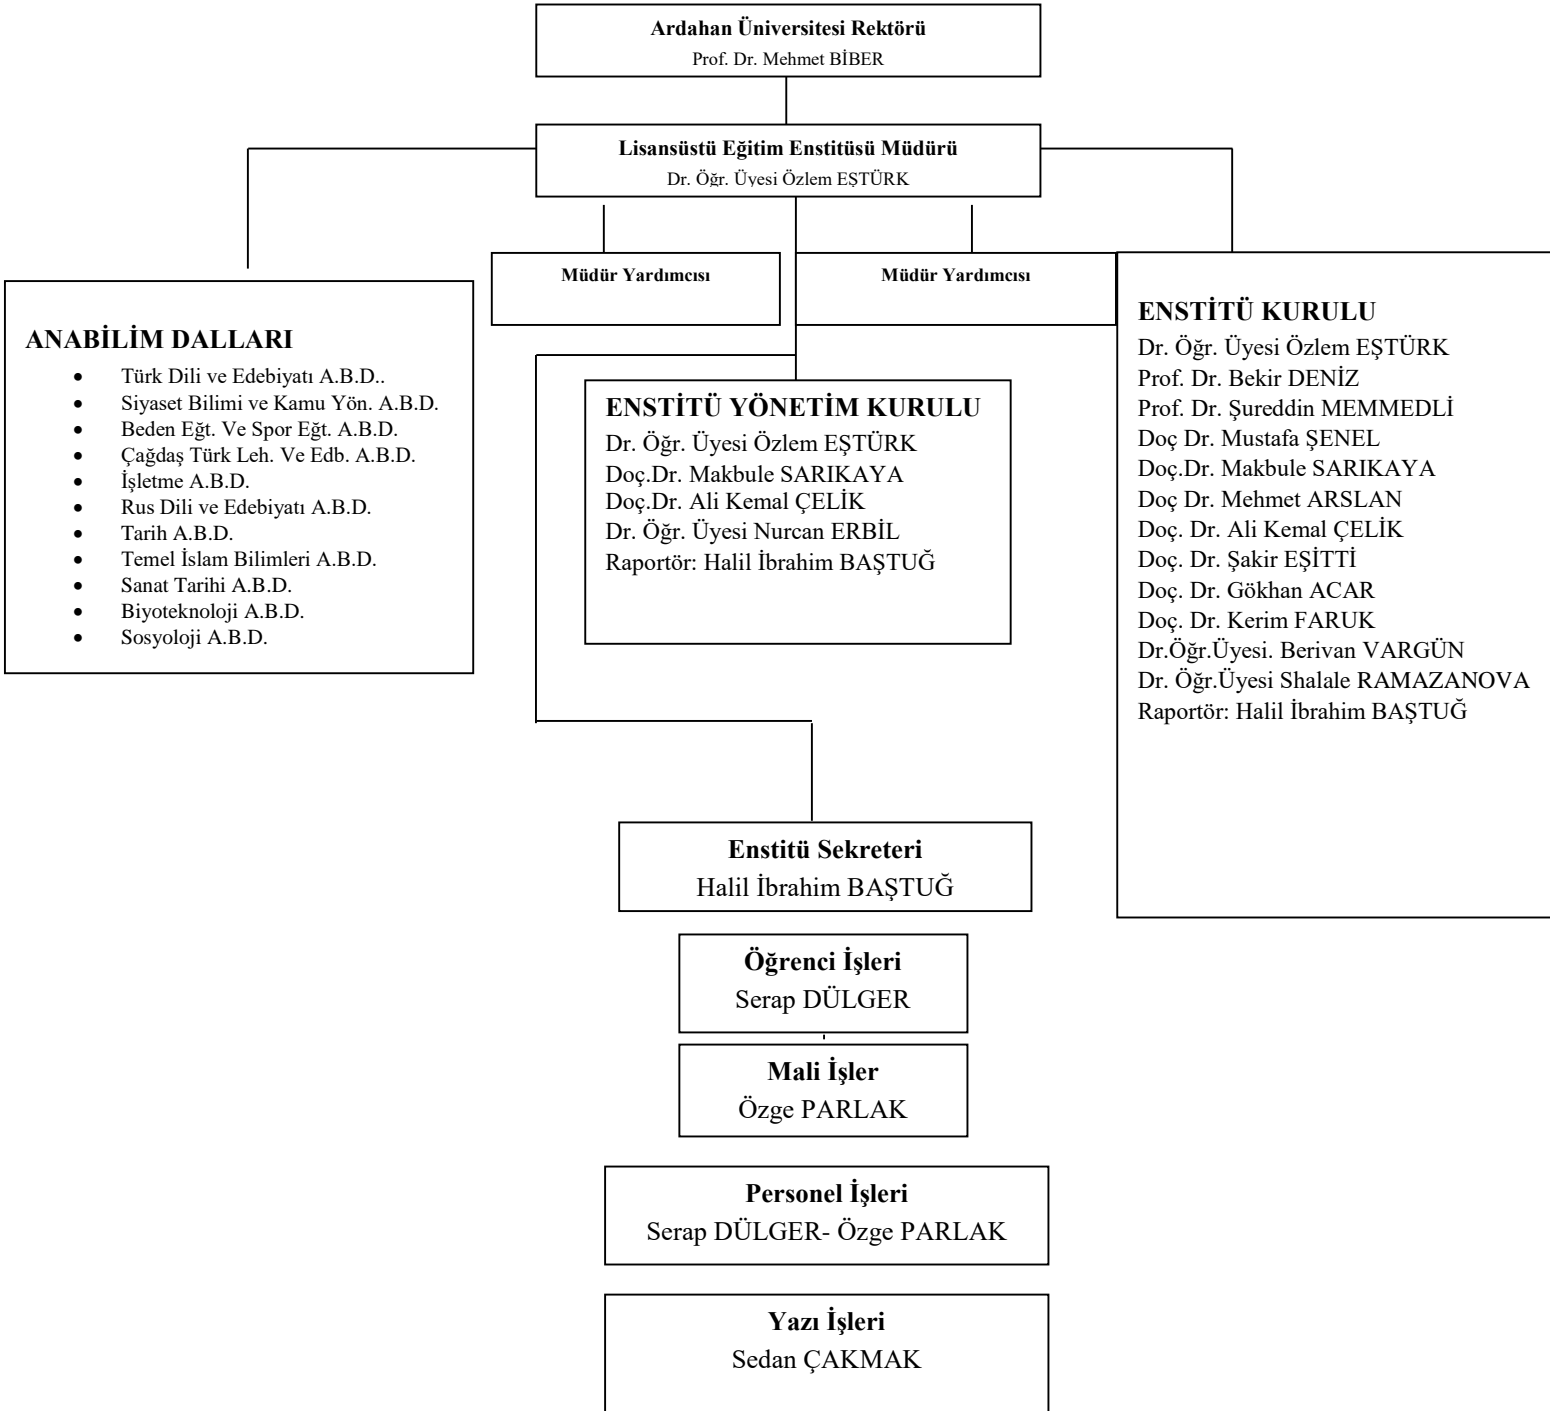 Ardahan Üniversitesi Rektörü
Prof. Dr. Mehmet BİBER
Lisansüstü Eğitim Enstitüsü Müdürü
Dr. Öğr. Üyesi Özlem EŞTÜRK
Müdür Yardımcısı
Müdür Yardımcısı
ANABİLİM DALLARI
• Türk Dili ve Edebiyatı A.B.D..
• Siyaset Bilimi ve Kamu Yön. A.B.D.
• Beden Eğt. Ve Spor Eğt. A.B.D.
• Çağdaş Türk Leh. Ve Edb. A.B.D.
• İşletme A.B.D.
• Rus Dili ve Edebiyatı A.B.D.
• Tarih A.B.D.
• Temel İslam Bilimleri A.B.D.
• Sanat Tarihi A.B.D.
• Biyoteknoloji A.B.D.
• Sosyoloji A.B.D.
ENSTİTÜ YÖNETİM KURULU
Dr. Öğr. Üyesi Özlem EŞTÜRK
Doç.Dr. Makbule SARIKAYA
Doç.Dr. Ali Kemal ÇELİK
Dr. Öğr. Üyesi Nurcan ERBİL
Raportör: Halil İbrahim BAŞTUĞ
ENSTİTÜ KURULU
Dr. Öğr. Üyesi Özlem EŞTÜRK
Prof. Dr. Bekir DENİZ
Prof. Dr. Şureddin MEMMEDLİ
Doç Dr. Mustafa ŞENEL
Doç.Dr. Makbule SARIKAYA
Doç Dr. Mehmet ARSLAN
Doç. Dr. Ali Kemal ÇELİK
Doç. Dr. Şakir EŞİTTİ
Doç. Dr. Gökhan ACAR
Doç. Dr. Kerim FARUK
Dr.Öğr.Üyesi. Berivan VARGÜN
Dr. Öğr.Üyesi Shalale RAMAZANOVA
Raportör: Halil İbrahim BAŞTUĞ
Enstitü Sekreteri
Halil İbrahim BAŞTUĞ
Öğrenci İşleri
Serap DÜLGER
Mali İşler
Özge PARLAK
Personel İşleri
Serap DÜLGER- Özge PARLAK
Yazı İşleri
Sedan ÇAKMAK